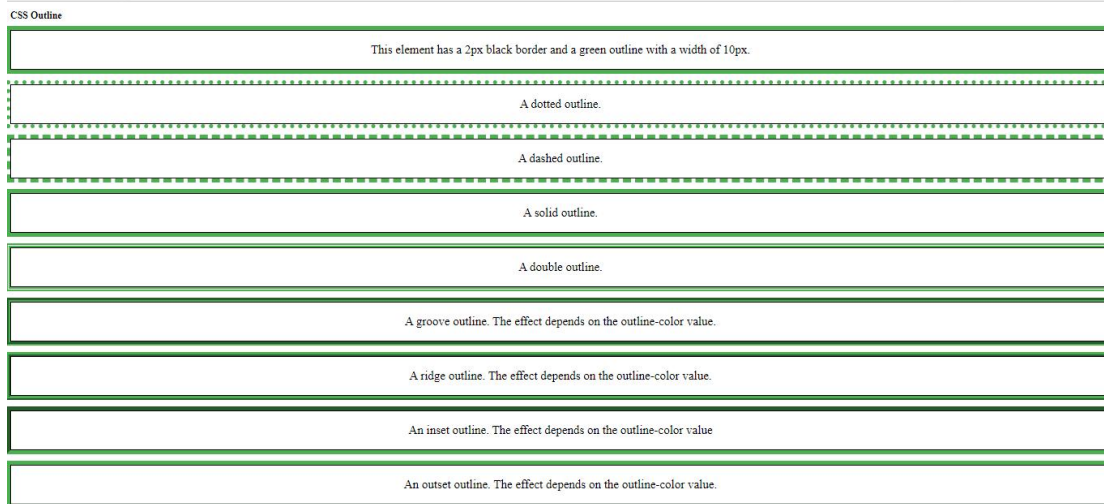 CSS Outline
This element has a 2px black border and a green outline with a width of 10px.
A dotted outline.
A dashed outline.
A solid outline.
A double outline.
A groove outline. The effect depends on the outline-color value.
A ridge outline. The effect depends on the outline-color value.
An inset outline. The effect depends on the outline-color value
An outset outline. The effect depends on the outline-color value.